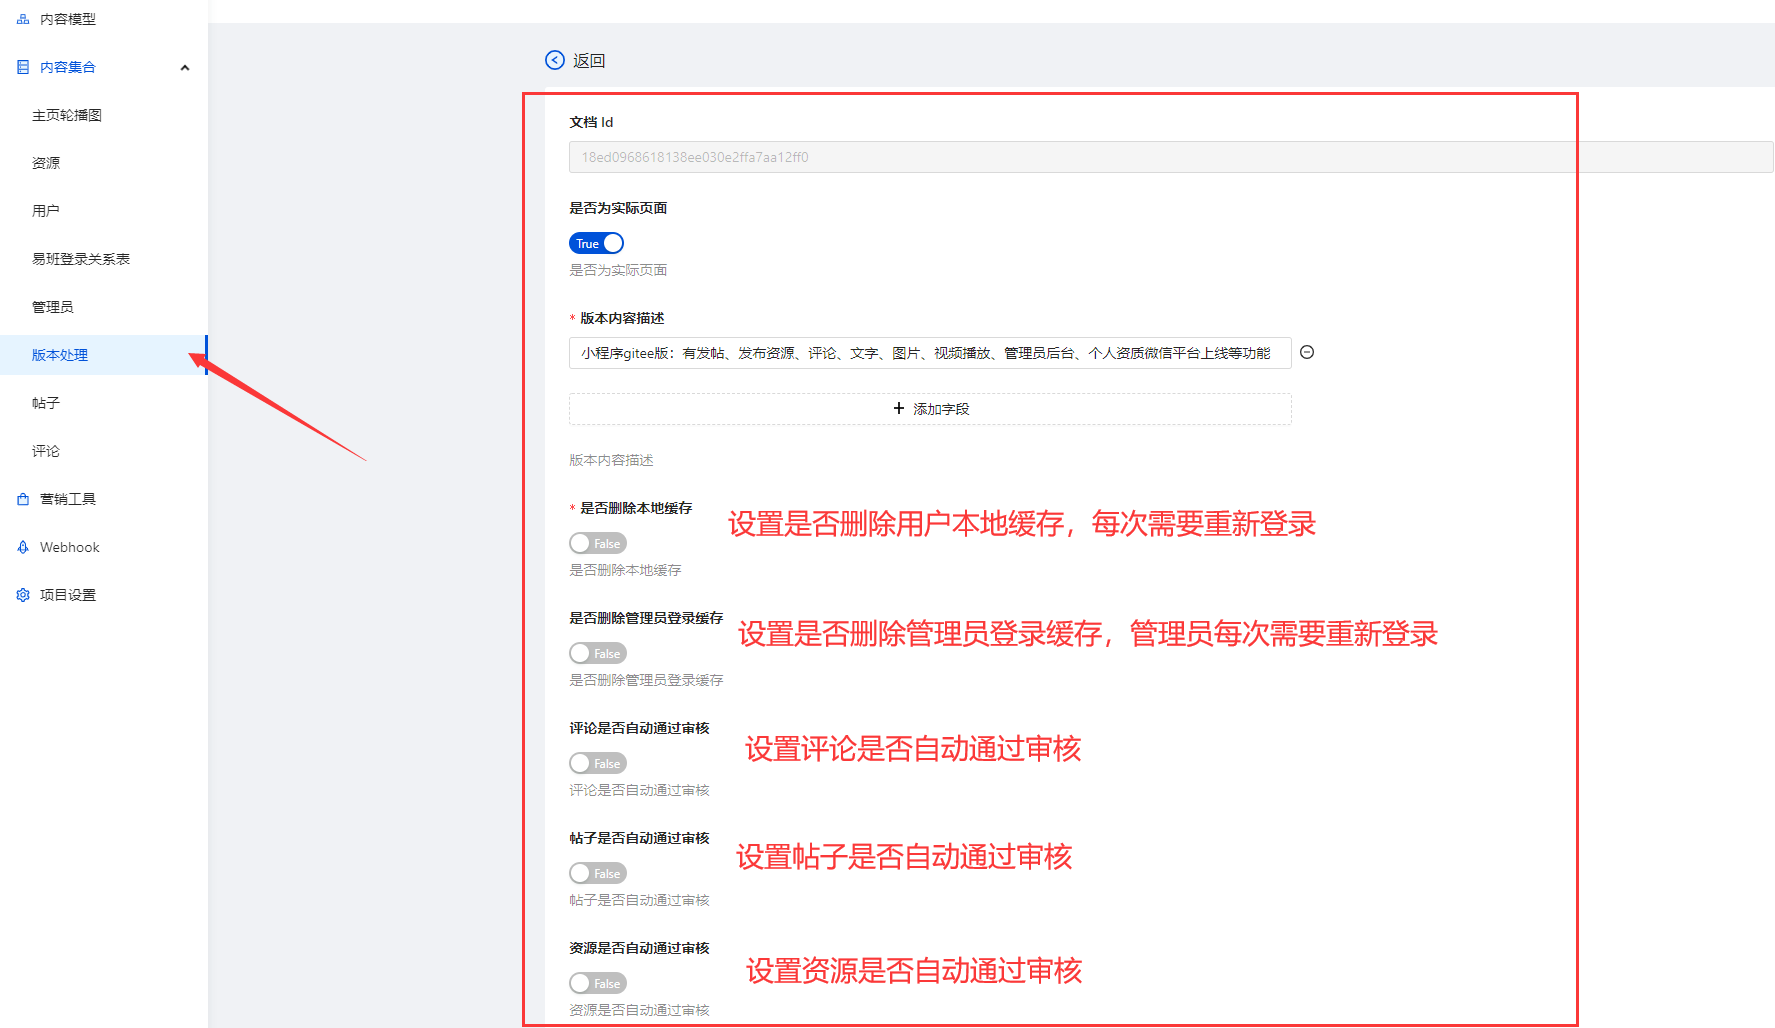 内容模型
内容集合
主页轮播图
资源
用户
易班登录关系表
管理员
版本处理
帖子
评论
营销工具
Webhook
项目设置
返回
文档 Id
18ed0968618138ee030e2ffa7aa12ff0
是否为实际页面
True
是否为实际页面
* 版本内容描述
小程序gitee版：有发帖、发布资源、评论、文字、图片、视频播放、管理员后台、个人资质微信平台上线等功能
+ 添加字段
版本内容描述
* 是否删除本地缓存
设置是否删除用户本地缓存，每次需要重新登录
False
是否删除本地缓存
是否删除管理员登录缓存
设置是否删除管理员登录缓存，管理员每次需要重新登录
False
是否删除管理员登录缓存
评论是否自动通过审核
设置评论是否自动通过审核
False
评论是否自动通过审核
帖子是否自动通过审核
设置帖子是否自动通过审核
False
帖子是否自动通过审核
资源是否自动通过审核
设置资源是否自动通过审核
False
资源是否自动通过审核